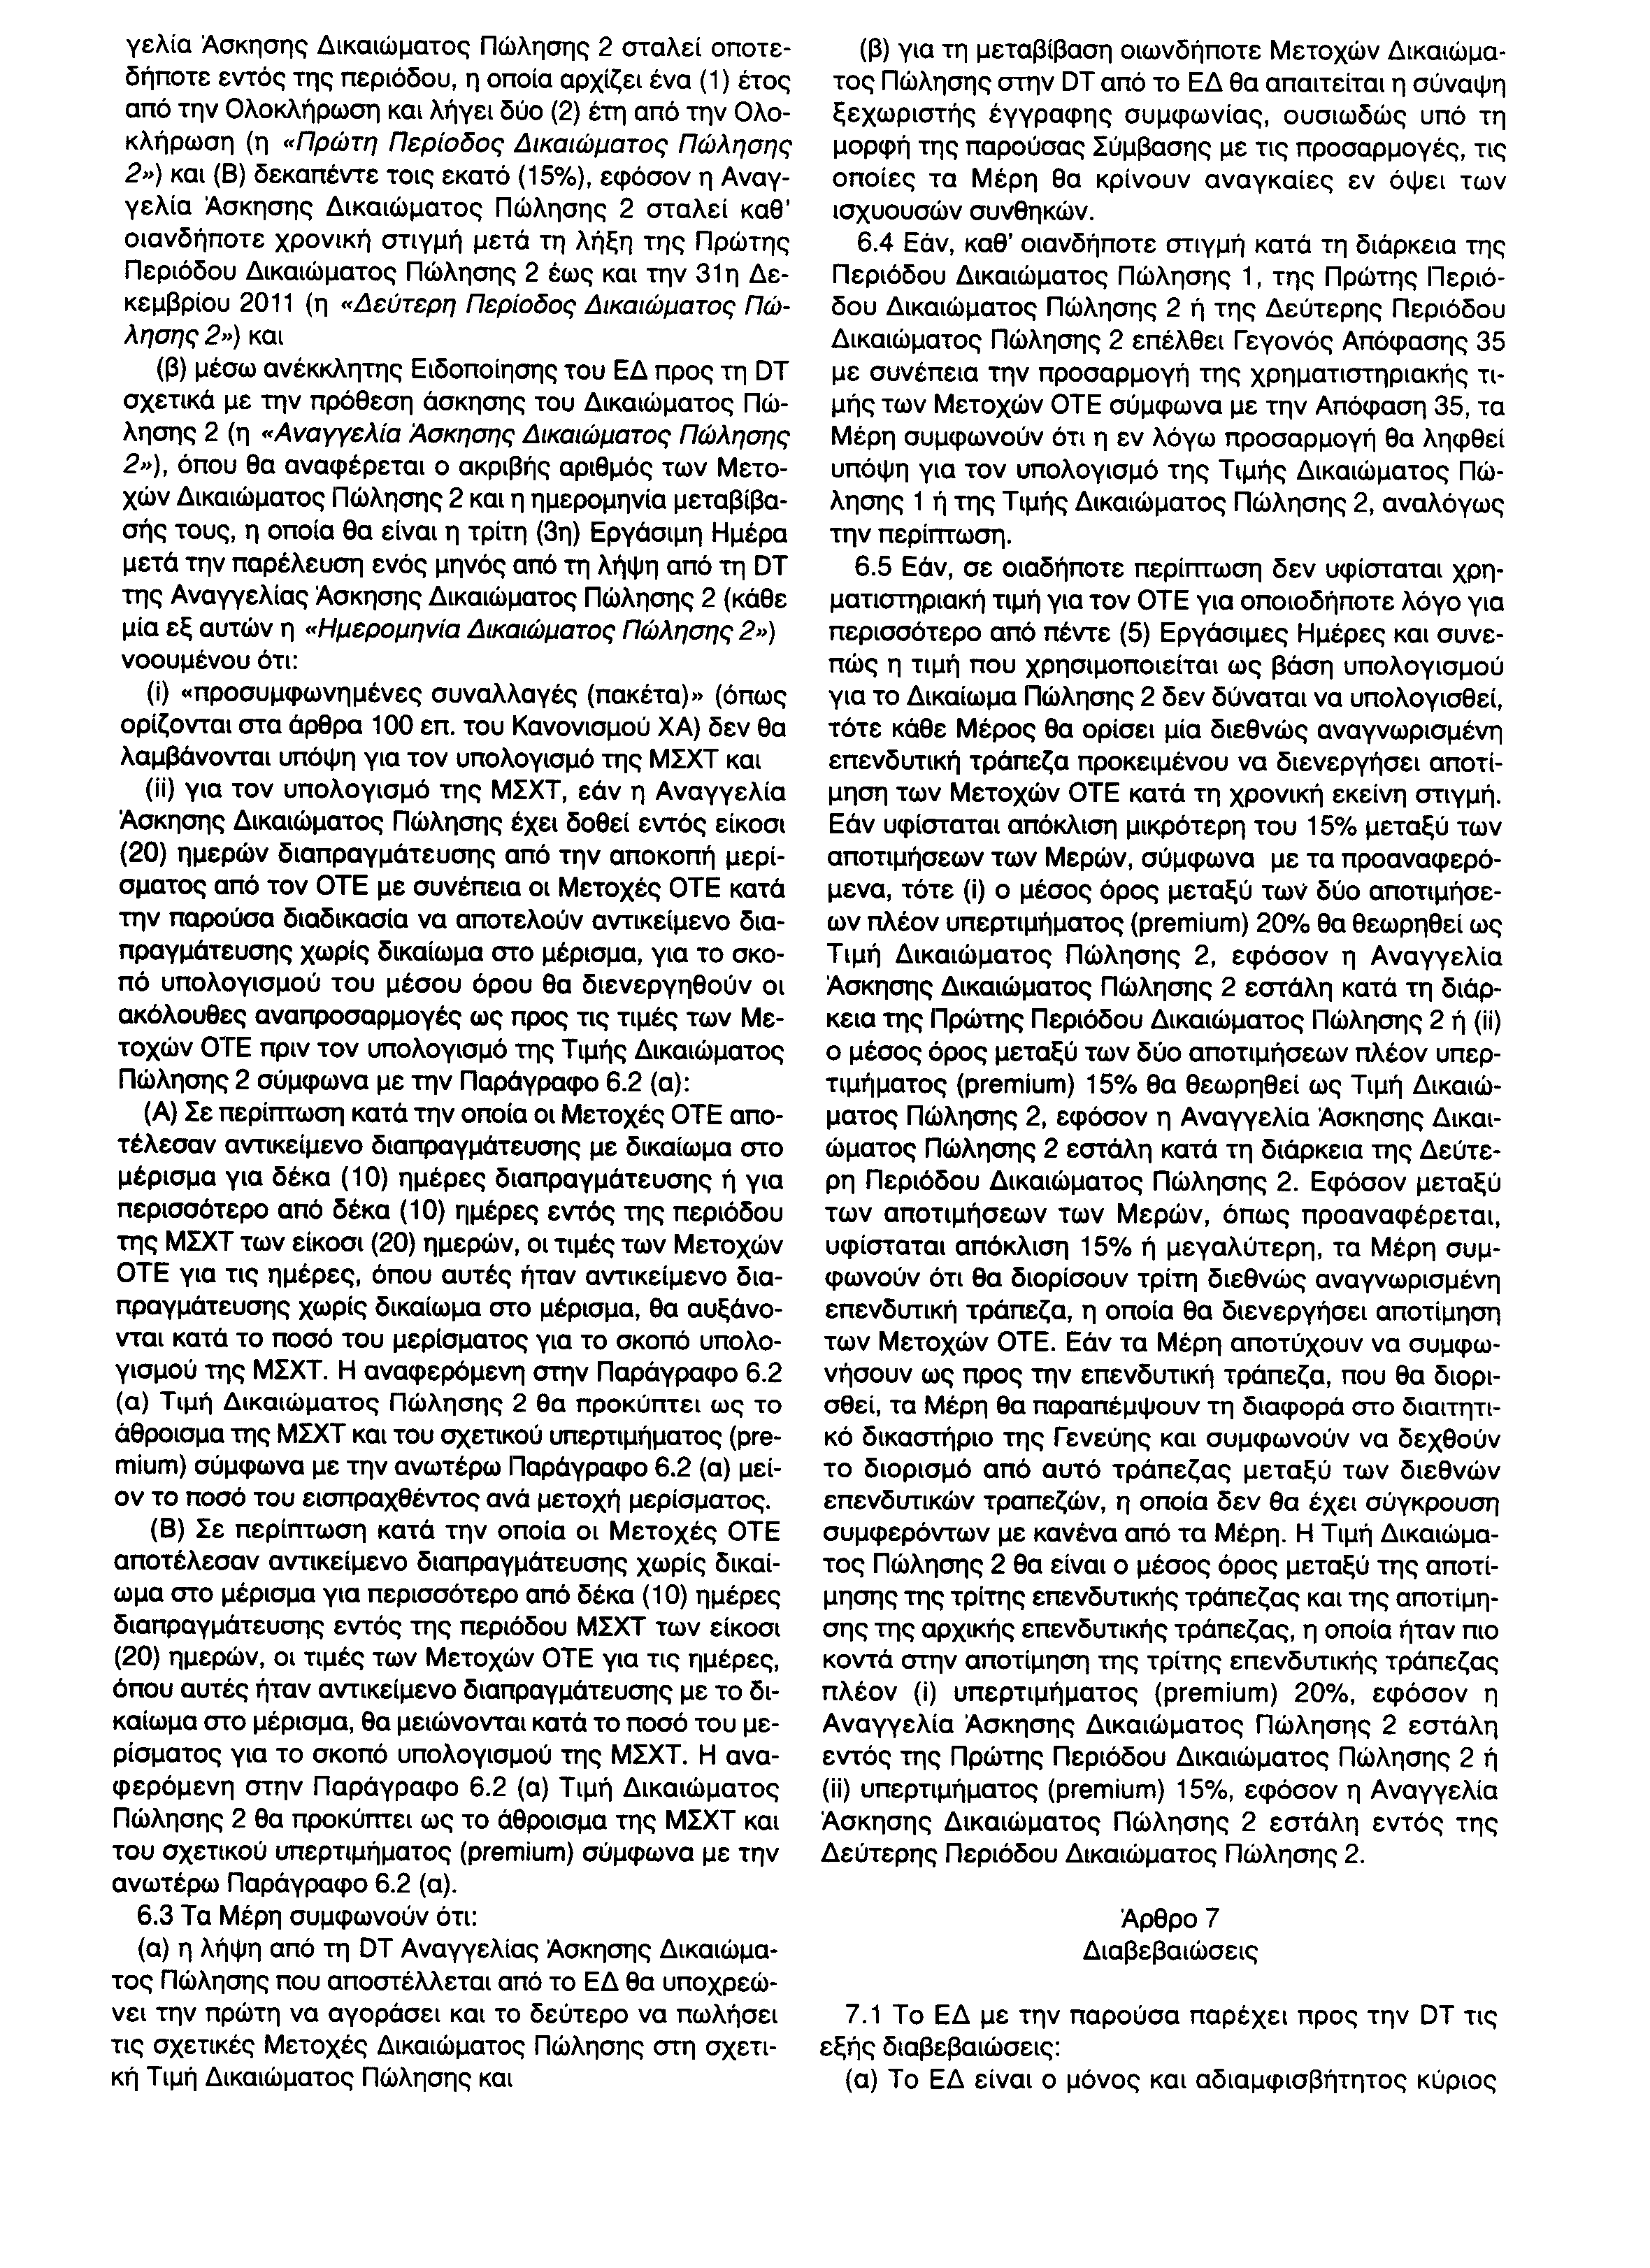 γελία Άσκησης Δικαιώματος Πώλησης 2 σταλεί οποτε-
δήποτε εντός της περιόδου, η οποία αρχίζει ένα (1) έτος
από την Ολοκλήρωση και λήγει δύο (2) έτη από την Ολο-
κλήρωση (η «Πρώτη Περίοδος Δικαιώματος Πώλησης
2») και (Β) δεκαπέντε τοις εκατό (15%), εφόσον η Αναγ-
γελία Άσκησης Δικαιώματος Πώλησης 2 σταλεί καθ’
οιανδήποτε χρονική στιγμή μετά τη λήξη της Πρώτης
Περιόδου Δικαιώματος Πώλησης 2 έως και την 31η Δε-
κεμβρίου 2011 (η «Δεύτερη Περίοδος Δικαιώματος Πώ-
λησης 2») και
(β) μέσω ανέκκλητης Ειδοποίησης του ΕΔ προς τη DT
σχετικά με την πρόθεση άσκησης του Δικαιώματος Πώ-
λησης 2 (η «Αναγγελία Άσκησης Δικαιώματος Πώλησης
2»), όπου θα αναφέρεται ο ακριβής αριθμός των Μετο-
χών Δικαιώματος Πώλησης 2 και η ημερομηνία μεταβίβα-
σής τους, η οποία θα είναι η τρίτη (3η) Εργάσιμη Ημέρα
μετά την παρέλευση ενός μηνός από τη λήψη από τη DT
της Αναγγελίας Άσκησης Δικαιώματος Πώλησης 2 (κάθε
μία εξ αυτών η «Ημερομηνία Δικαιώματος Πώλησης 2»)
νοουμένου ότι:
(i) «προσυμφωνημένες συναλλαγές (πακέτα)» (όπως
ορίζονται στα άρθρα 100 επ. του Κανονισμού ΧΑ) δεν θα
λαμβάνονται υπόψη για τον υπολογισμό της ΜΣΧΤ και
(ii) για τον υπολογισμό της ΜΣΧΤ, εάν η Αναγγελία
Άσκησης Δικαιώματος Πώλησης έχει δοθεί εντός είκοσι
(20) ημερών διαπραγμάτευσης από την αποκοπή μερί-
σματος από τον ΟΤΕ με συνέπεια οι Μετοχές ΟΤΕ κατά
την παρούσα διαδικασία να αποτελούν αντικείμενο δια-
πραγμάτευσης χωρίς δικαίωμα στο μέρισμα, για το σκο-
πό υπολογισμού του μέσου όρου θα διενεργηθούν οι
ακόλουθες αναπροσαρμογές ως προς τις τιμές των Με-
τοχών ΟΤΕ πριν τον υπολογισμό της Τιμής Δικαιώματος
Πώλησης 2 σύμφωνα με την Παράγραφο 6.2 (α):
(Α) Σε περίπτωση κατά την οποία οι Μετοχές ΟΤΕ απο-
τέλεσαν αντικείμενο διαπραγμάτευσης με δικαίωμα στο
μέρισμα για δέκα (10) ημέρες διαπραγμάτευσης ή για
περισσότερο από δέκα (10) ημέρες εντός της περιόδου
της ΜΣΧΤ των είκοσι (20) ημερών, οι τιμές των Μετοχών
ΟΤΕ για τις ημέρες, όπου αυτές ήταν αντικείμενο δια-
πραγμάτευσης χωρίς δικαίωμα στο μέρισμα, θα αυξάνο-
νται κατά το ποσό του μερίσματος για το σκοπό υπολο-
γισμού της ΜΣΧΤ. Η αναφερόμενη στην Παράγραφο 6.2
(α) Τιμή Δικαιώματος Πώλησης 2 θα προκύπτει ως το
άθροισμα της ΜΣΧΤ και του σχετικού υπερτιμήματος (pre-
mium) σύμφωνα με την ανωτέρω Παράγραφο 6.2 (α) μεί-
ον το ποσό του εισπραχθέντος ανά μετοχή μερίσματος.
(Β) Σε περίπτωση κατά την οποία οι Μετοχές ΟΤΕ
αποτέλεσαν αντικείμενο διαπραγμάτευσης χωρίς δικαί-
ωμα στο μέρισμα για περισσότερο από δέκα (10) ημέρες
διαπραγμάτευσης εντός της περιόδου ΜΣΧΤ των είκοσι
(20) ημερών, οι τιμές των Μετοχών ΟΤΕ για τις ημέρες,
όπου αυτές ήταν αντικείμενο διαπραγμάτευσης με το δι-
καίωμα στο μέρισμα, θα μειώνονται κατά το ποσό του με-
ρίσματος για το σκοπό υπολογισμού της ΜΣΧΤ. Η ανα-
φερόμενη στην Παράγραφο 6.2 (α) Τιμή Δικαιώματος
Πώλησης 2 θα προκύπτει ως το άθροισμα της ΜΣΧΤ και
του σχετικού υπερτιμήματος (premium) σύμφωνα με την
ανωτέρω Παράγραφο 6.2 (α).
6.3 Τα Μέρη συμφωνούν ότι:
(α) η λήψη από τη DT Αναγγελίας Άσκησης Δικαιώμα-
τος Πώλησης που αποστέλλεται από το ΕΔ θα υποχρεώ-
νει την πρώτη να αγοράσει και το δεύτερο να πωλήσει
τις σχετικές Μετοχές Δικαιώματος Πώλησης στη σχετι-
κή Τιμή Δικαιώματος Πώλησης και
(β) για τη μεταβίβαση οιωνδήποτε Μετοχών Δικαιώμα-
τος Πώλησης στην DT από το ΕΔ θα απαιτείται η σύναψη
ξεχωριστής έγγραφης συμφωνίας, ουσιωδώς υπό τη
μορφή της παρούσας Σύμβασης με τις προσαρμογές, τις
οποίες τα Μέρη θα κρίνουν αναγκαίες εν όψει των
ισχυουσών συνθηκών.
6.4 Εάν, καθ’ οιανδήποτε στιγμή κατά τη διάρκεια της
Περιόδου Δικαιώματος Πώλησης 1, της Πρώτης Περιό-
δου Δικαιώματος Πώλησης 2 ή της Δεύτερης Περιόδου
Δικαιώματος Πώλησης 2 επέλθει Γεγονός Απόφασης 35
με συνέπεια την προσαρμογή της χρηματιστηριακής τι-
μής των Μετοχών ΟΤΕ σύμφωνα με την Απόφαση 35, τα
Μέρη συμφωνούν ότι η εν λόγω προσαρμογή θα ληφθεί
υπόψη για τον υπολογισμό της Τιμής Δικαιώματος Πώ-
λησης 1 ή της Τιμής Δικαιώματος Πώλησης 2, αναλόγως
την περίπτωση.
6.5 Εάν, σε οιαδήποτε περίπτωση δεν υφίσταται χρη-
ματιστηριακή τιμή για τον ΟΤΕ για οποιοδήποτε λόγο για
περισσότερο από πέντε (5) Εργάσιμες Ημέρες και συνε-
πώς η τιμή που χρησιμοποιείται ως βάση υπολογισμού
για το Δικαίωμα Πώλησης 2 δεν δύναται να υπολογισθεί,
τότε κάθε Μέρος θα ορίσει μία διεθνώς αναγνωρισμένη
επενδυτική τράπεζα προκειμένου να διενεργήσει αποτί-
μηση των Μετοχών ΟΤΕ κατά τη χρονική εκείνη στιγμή.
Εάν υφίσταται απόκλιση μικρότερη του 15% μεταξύ των
αποτιμήσεων των Μερών, σύμφωνα με τα προαναφερό-
μενα, τότε (i) ο μέσος όρος μεταξύ των δύο αποτιμήσε-
ων πλέον υπερτιμήματος (premium) 20% θα θεωρηθεί ως
Τιμή Δικαιώματος Πώλησης 2, εφόσον η Αναγγελία
Άσκησης Δικαιώματος Πώλησης 2 εστάλη κατά τη διάρ-
κεια της Πρώτης Περιόδου Δικαιώματος Πώλησης 2 ή (ii)
ο μέσος όρος μεταξύ των δύο αποτιμήσεων πλέον υπερ-
τιμήματος (premium) 15% θα θεωρηθεί ως Τιμή Δικαιώ-
ματος Πώλησης 2, εφόσον η Αναγγελία Άσκησης Δικαι-
ώματος Πώλησης 2 εστάλη κατά τη διάρκεια της Δεύτε-
ρη Περιόδου Δικαιώματος Πώλησης 2. Εφόσον μεταξύ
των αποτιμήσεων των Μερών, όπως προαναφέρεται,
υφίσταται απόκλιση 15% ή μεγαλύτερη, τα Μέρη συμ-
φωνούν ότι θα διορίσουν τρίτη διεθνώς αναγνωρισμένη
επενδυτική τράπεζα, η οποία θα διενεργήσει αποτίμηση
των Μετοχών ΟΤΕ. Εάν τα Μέρη αποτύχουν να συμφω-
νήσουν ως προς την επενδυτική τράπεζα, που θα διορι-
σθεί, τα Μέρη θα παραπέμψουν τη διαφορά στο διαιτητι-
κό δικαστήριο της Γενεύης και συμφωνούν να δεχθούν
το διορισμό από αυτό τράπεζας μεταξύ των διεθνών
επενδυτικών τραπεζών, η οποία δεν θα έχει σύγκρουση
συμφερόντων με κανένα από τα Μέρη. Η Τιμή Δικαιώμα-
τος Πώλησης 2 θα είναι ο μέσος όρος μεταξύ της αποτί-
μησης της τρίτης επενδυτικής τράπεζας και της αποτίμη-
σης της αρχικής επενδυτικής τράπεζας, η οποία ήταν πιο
κοντά στην αποτίμηση της τρίτης επενδυτικής τράπεζας
πλέον (i) υπερτιμήματος (premium) 20%, εφόσον η
Αναγγελία Άσκησης Δικαιώματος Πώλησης 2 εστάλη
εντός της Πρώτης Περιόδου Δικαιώματος Πώλησης 2 ή
(ii) υπερτιμήματος (premium) 15%, εφόσον η Αναγγελία
Άσκησης Δικαιώματος Πώλησης 2 εστάλη εντός της
Δεύτερης Περιόδου Δικαιώματος Πώλησης 2.
Άρθρο 7
Διαβεβαιώσεις
7.1 Το ΕΔ με την παρούσα παρέχει προς την DT τις
εξής διαβεβαιώσεις:
(α) Το ΕΔ είναι ο μόνος και αδιαμφισβήτητος κύριος